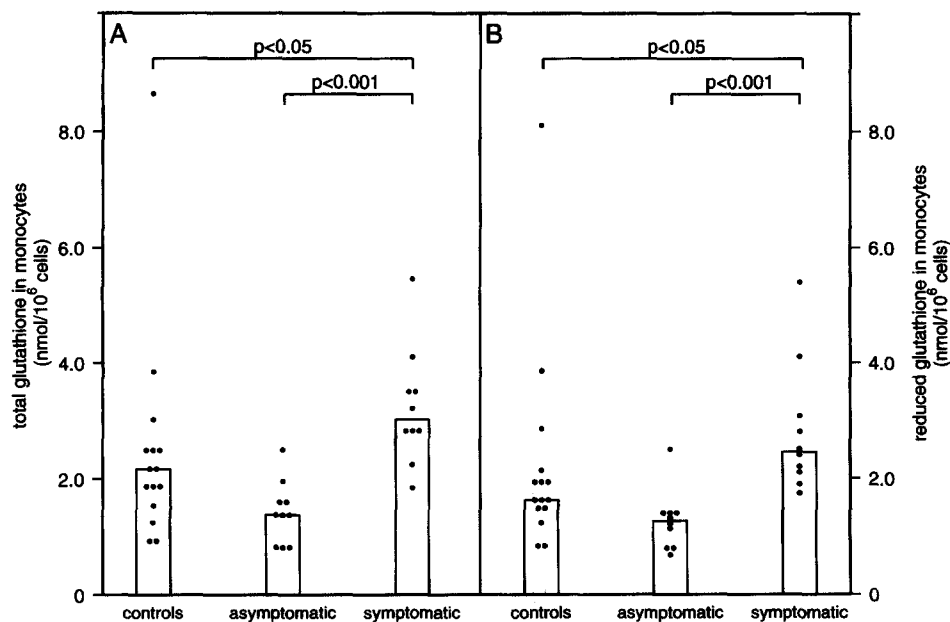 A
B
p<0.05
p<0.001
p<0.05
p<0.001
total glutathione in monocytes
(nmol/10⁶ cells)
8.0
6.0
4.0
2.0
0
8.0
6.0
4.0
2.0
0
reduced glutathione in monocytes
(nmol/10⁶ cells)
controls asymptomatic symptomatic controls asymptomatic symptomatic